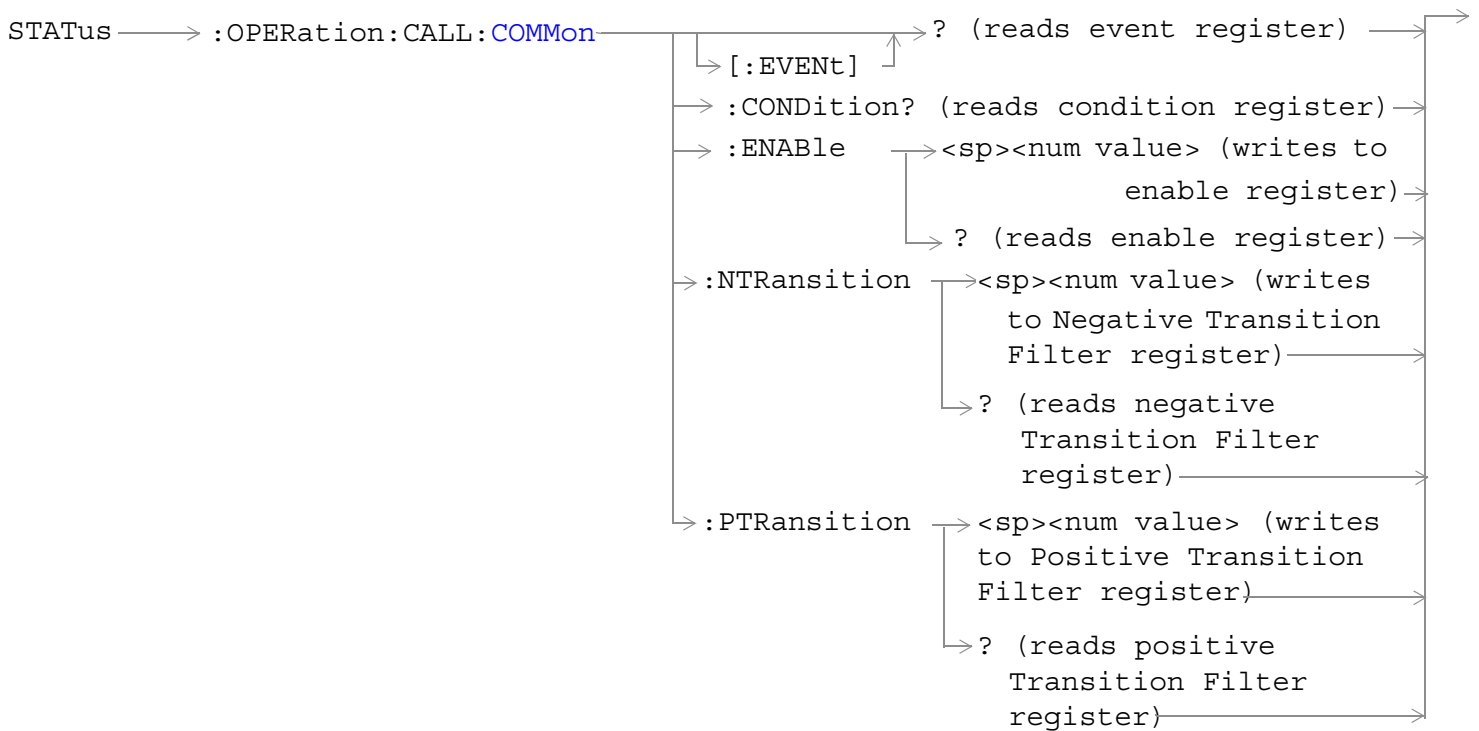 STATus :OPERation:CALL:COMMon ? (reads event register)
[:EVENt]
:CONDition? (reads condition register)
:ENABle <sp><num value> (writes to
enable register)
? (reads enable register)
:NTRansition <sp><num value> (writes
to Negative Transition
Filter register)
? (reads negative
Transition Filter
register)
:PTRansition <sp><num value> (writes
to Positive Transition
Filter register)
? (reads positive
Transition Filter
register)